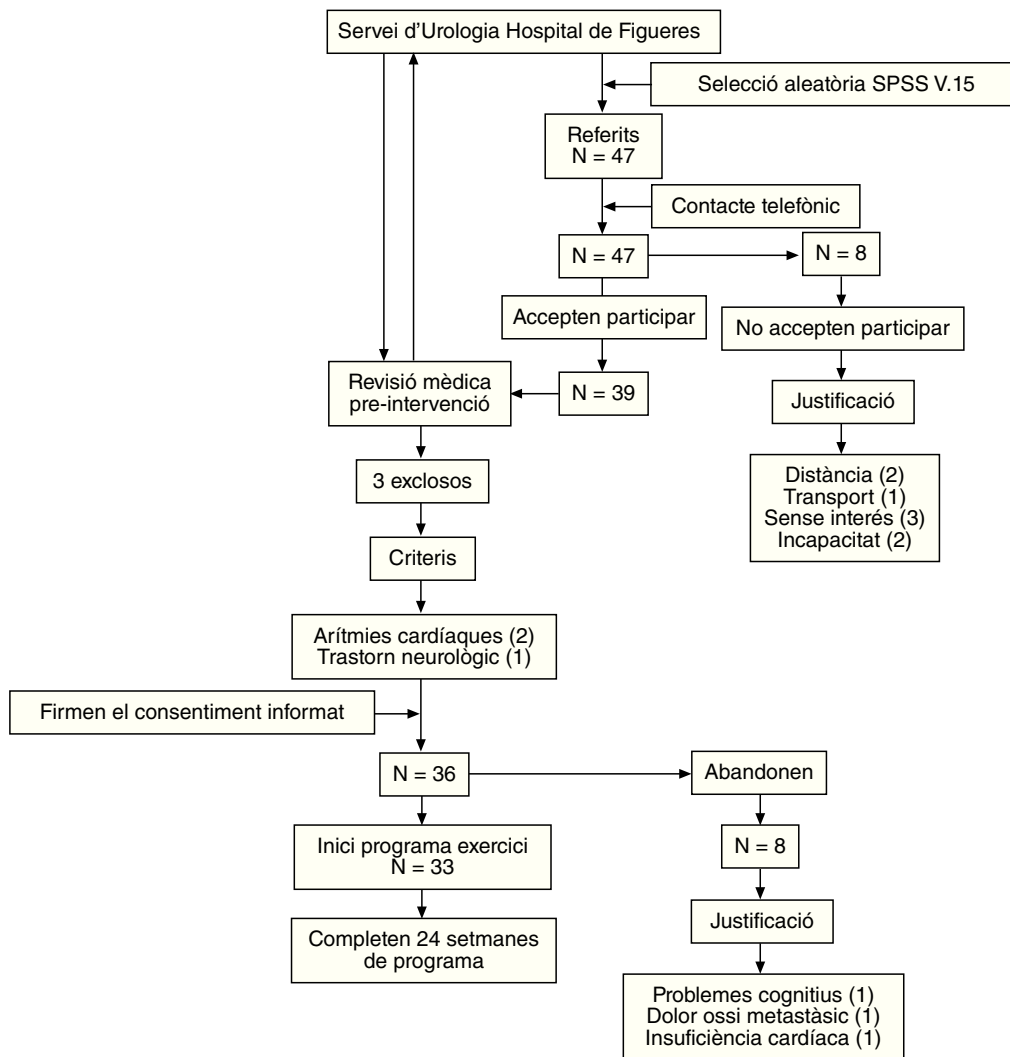 Servei d’Urologia Hospital de Figueres
Selecció aleatòria SPSS V.15
Referits
N = 47
Contacte telefònic
N = 47
N = 8
Accepten participar
No accepten participar
Revisió mèdica
pre-intervenció
N = 39
Justificació
3 exclosos
Distància (2)
Transport (1)
Sense interés (3)
Incapacitat (2)
Criteris
Arítmies cardíaques (2)
Trastorn neurològic (1)
Firmen el consentiment informat
N = 36
Abandonen
Inici programa exercici
N = 33
N = 8
Completen 24 setmanes
de programa
Justificació
Problemes cognitius (1)
Dolor ossi metastàsic (1)
Insuficiència cardíaca (1)